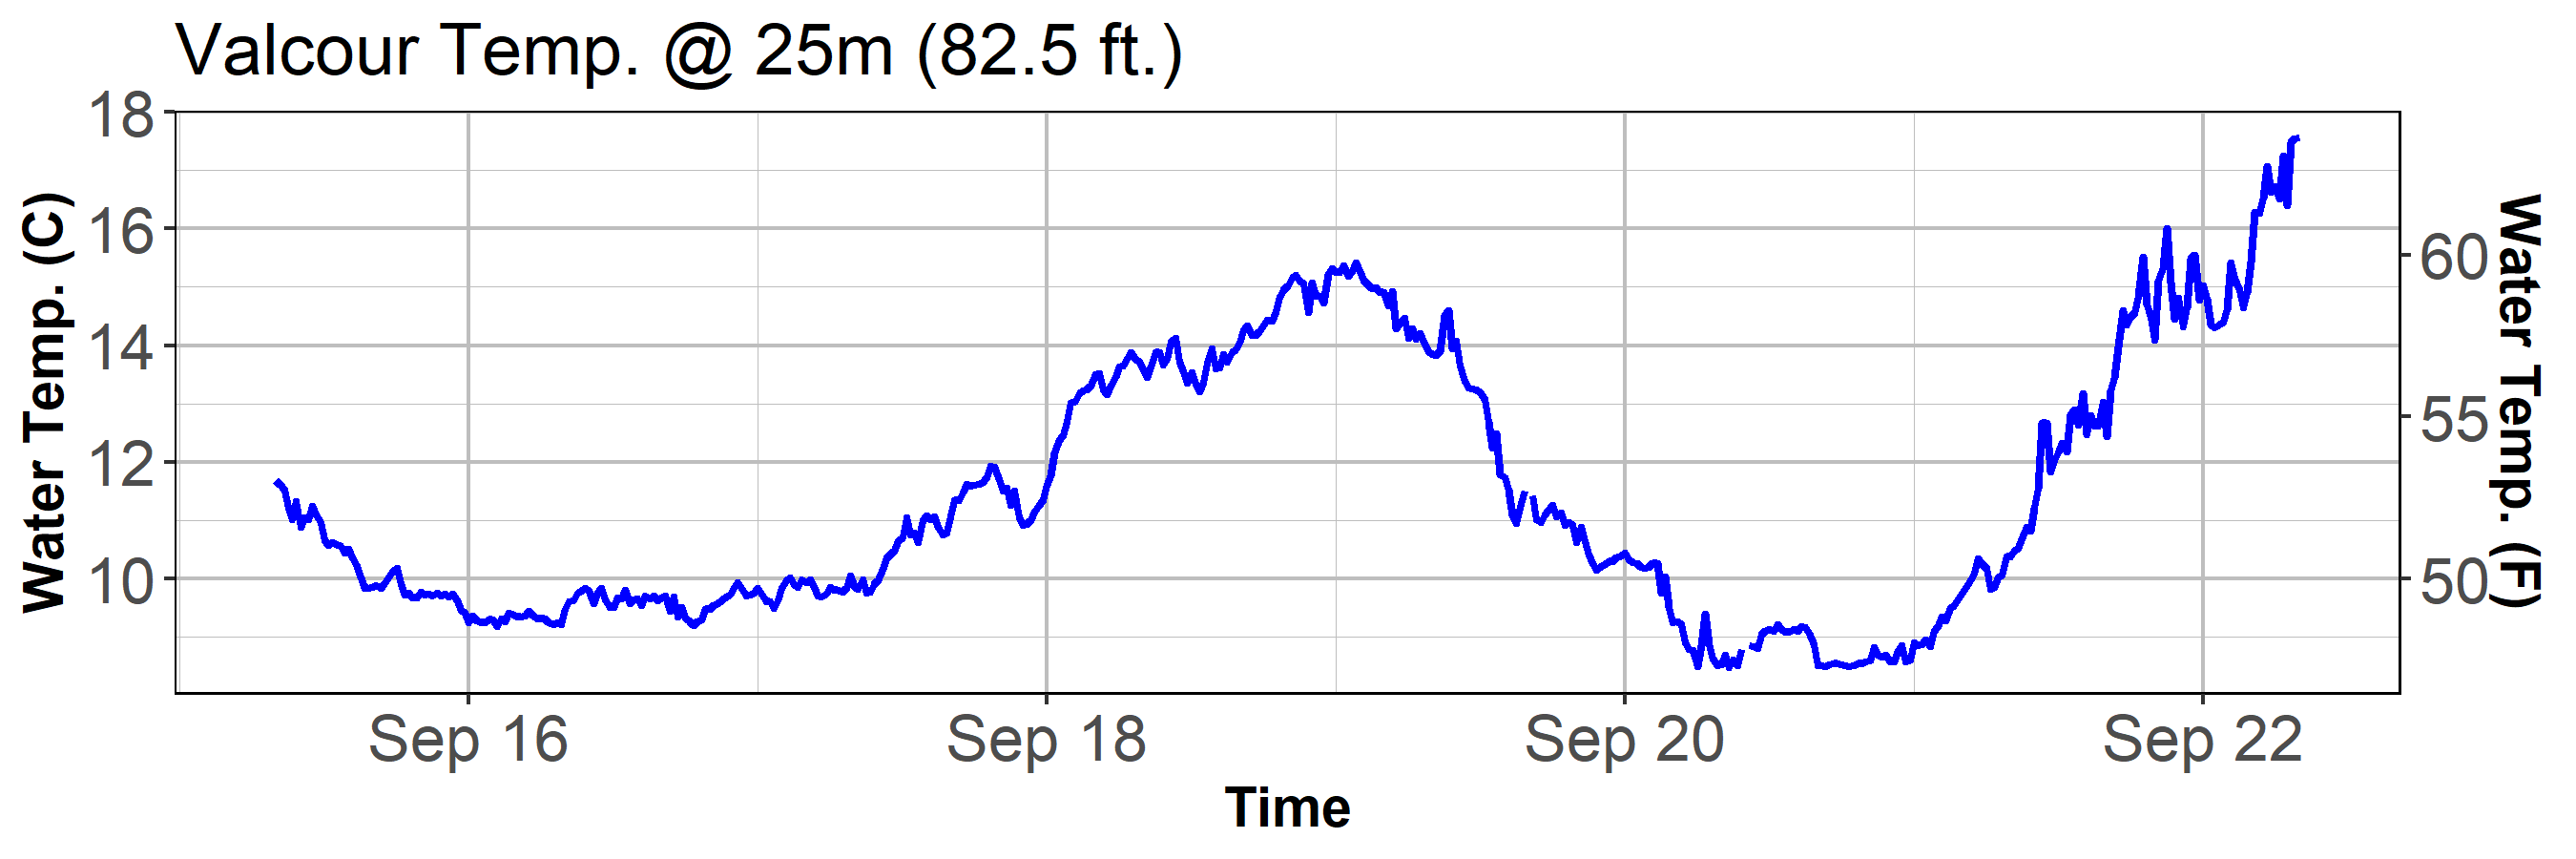 Valcour Temp. @ 25m (82.5 ft.)
Water Temp. (C)
18
16
14
12
10
60
55
50
Water Temp. (F)
Sep 16
Sep 18
Sep 20
Sep 22
Time